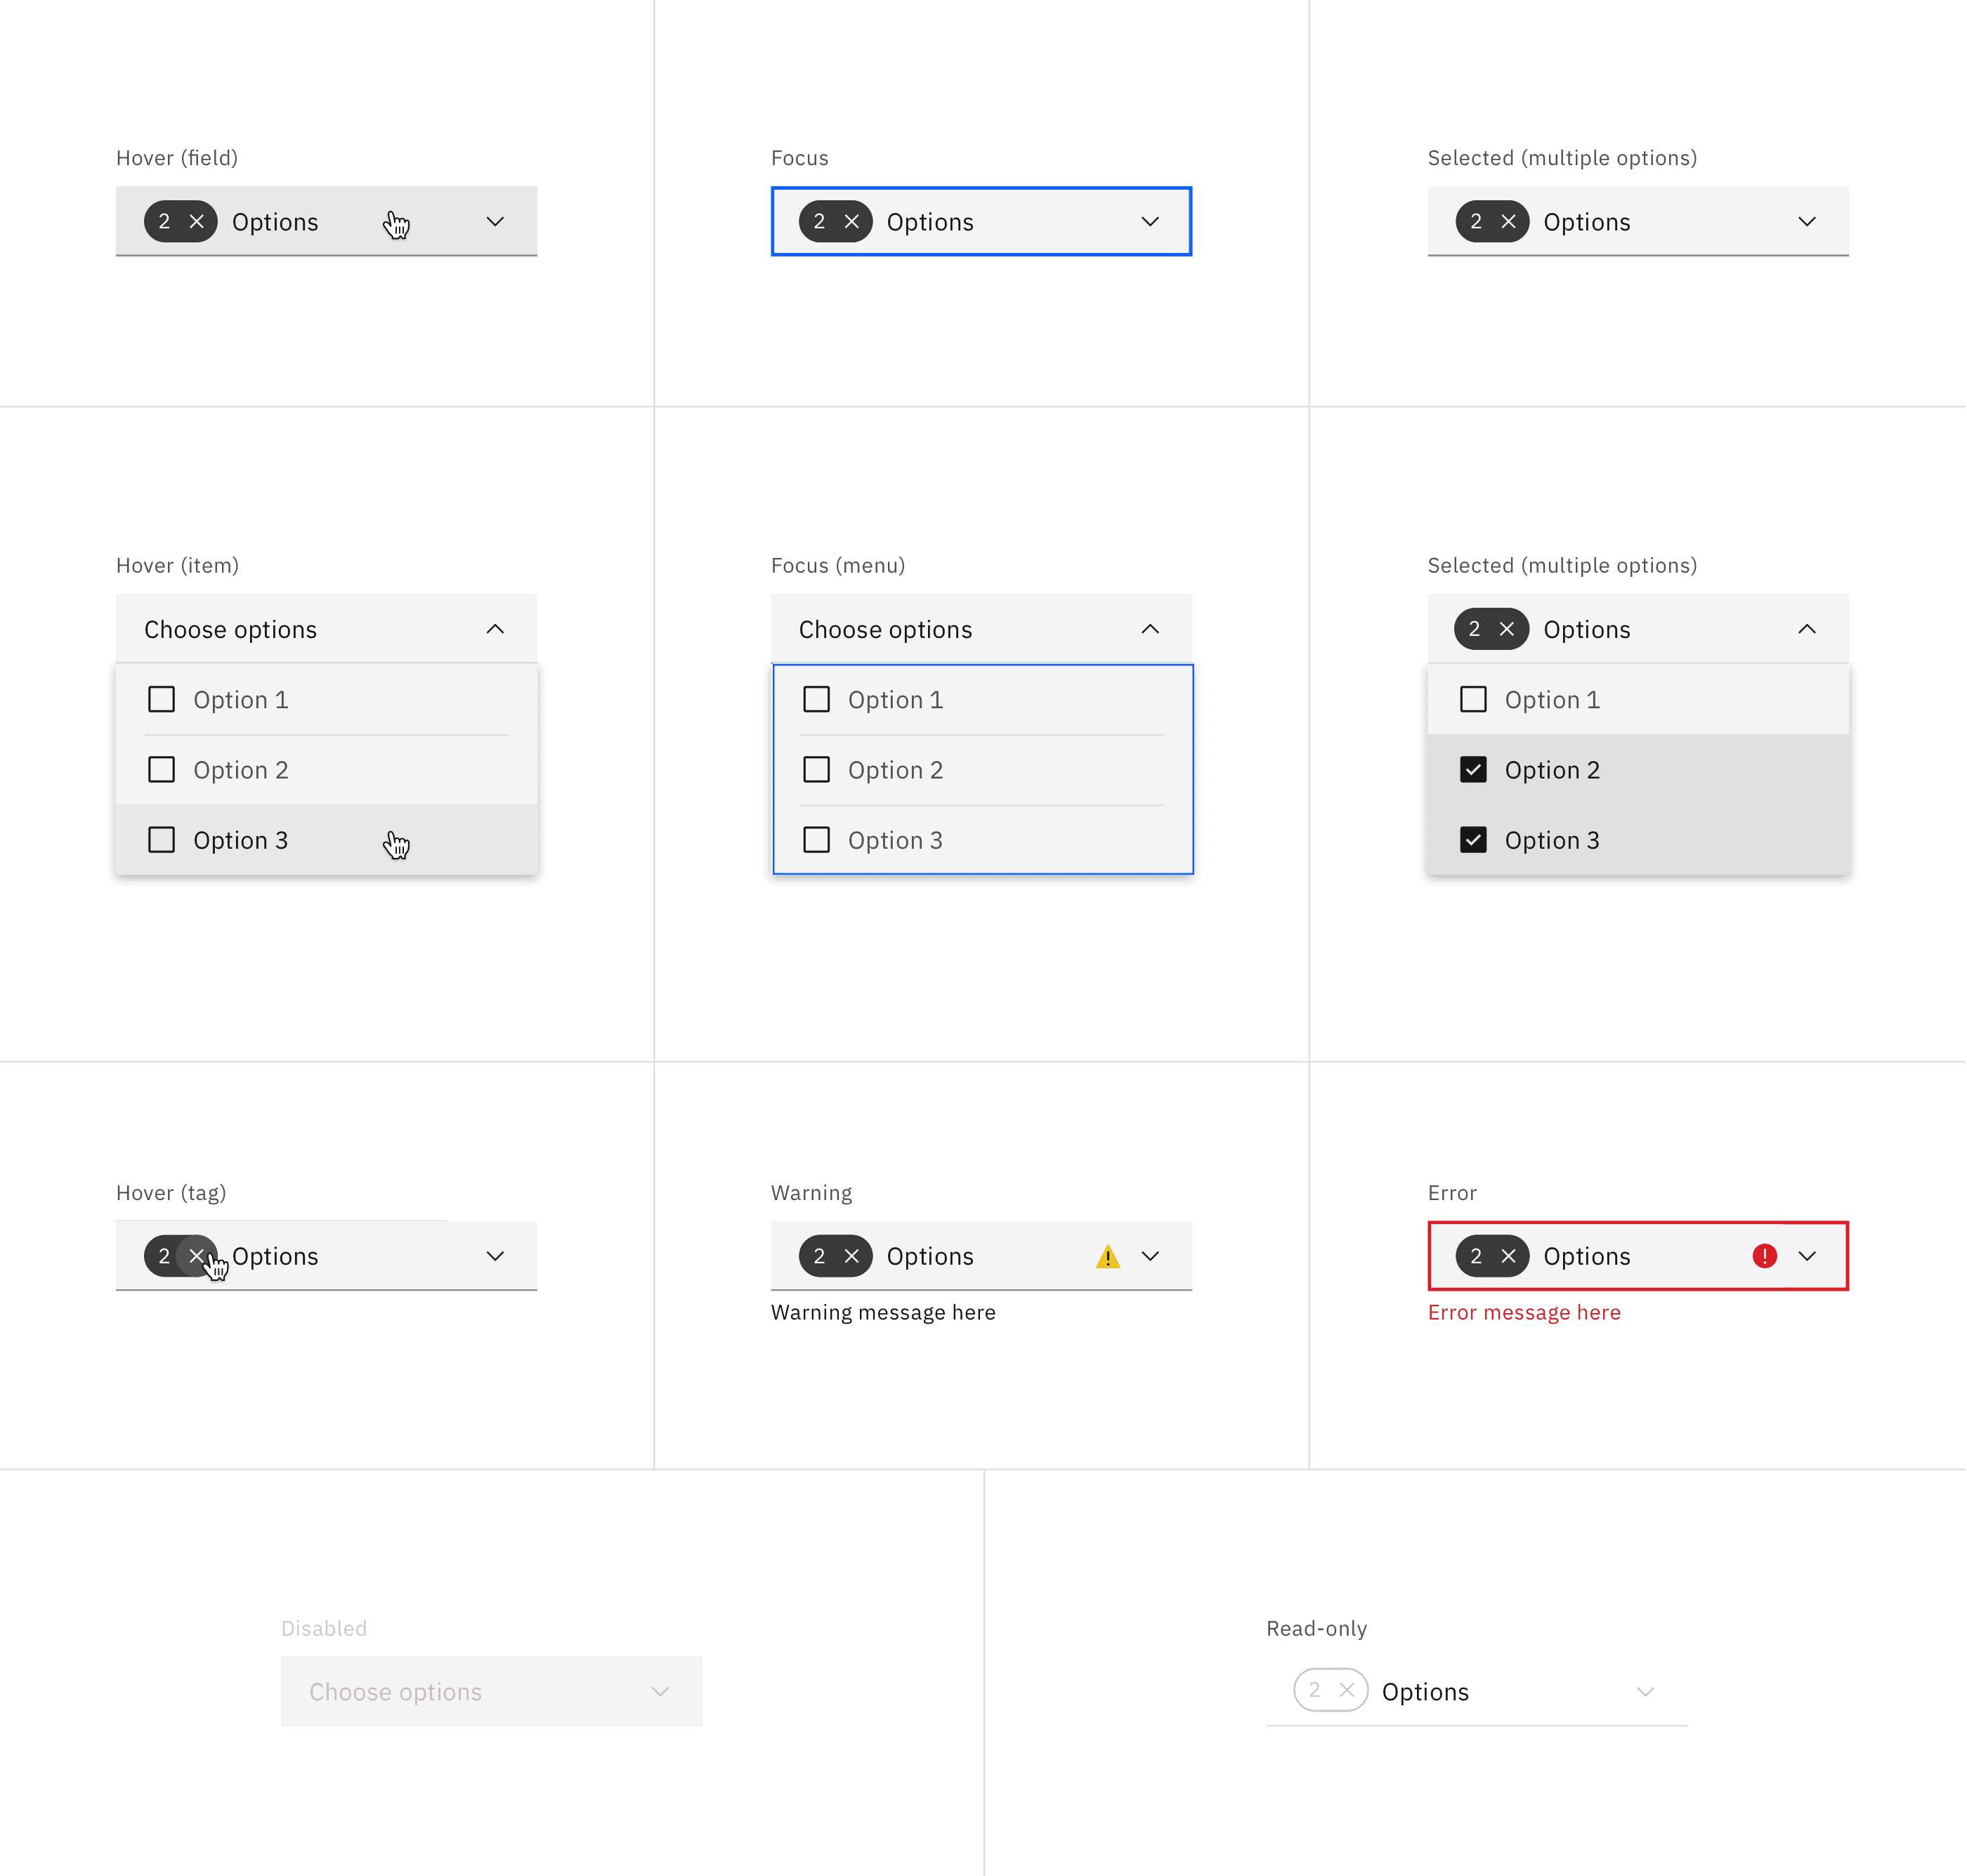 Hover (field)
2 Options
Focus
2 Options
Selected (multiple options)
2 Options
Hover (item)
Choose options
Option 1
Option 2
Option 3
Focus (menu)
Choose options
Option 1
Option 2
Option 3
Selected (multiple options)
2 Options
Option 1
Option 2
Option 3
Hover (tag)
2 Options
Warning
2 Options
Warning message here
Error
2 Options
Error message here
Disabled
Choose options
Read-only
2 Options